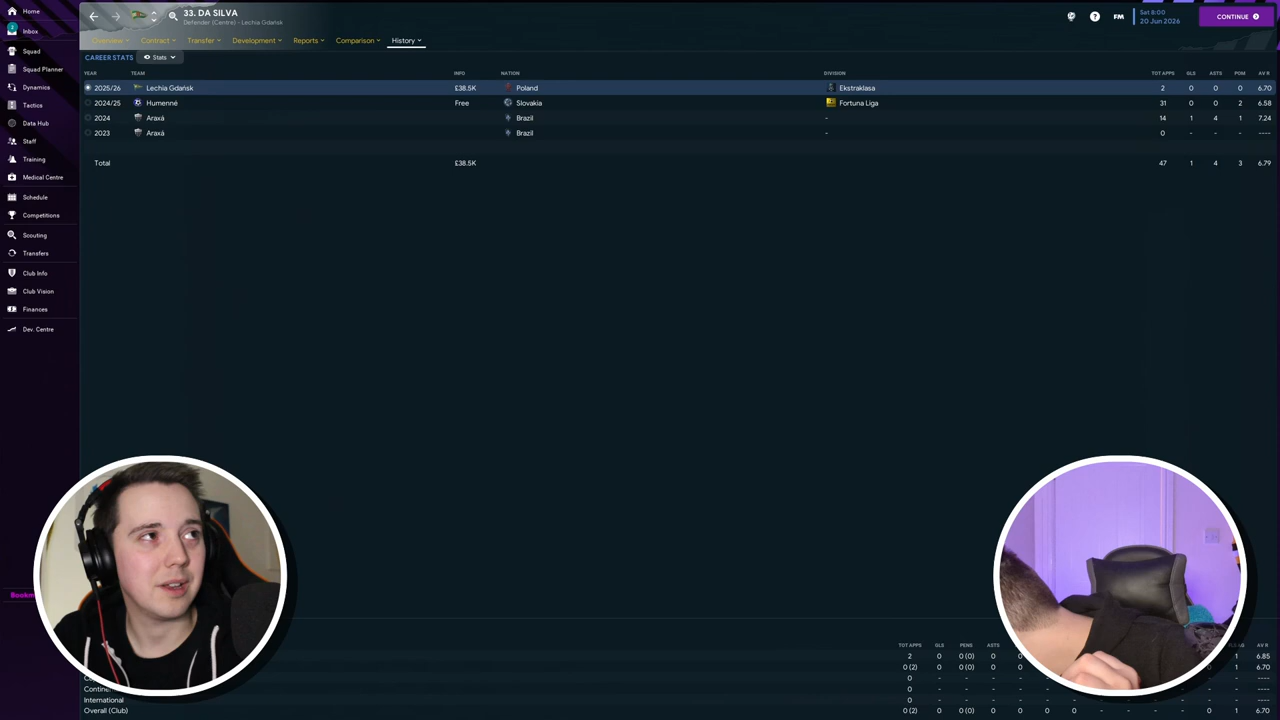 Home
33. DA SILVA
Defender (Centre) - Lechia Gdańsk
FM
Sat 8:00
20 Jun 2026
CONTINUE
Inbox
Squad
Squad Planner
Dynamics
Tactics
Data Hub
Staff
Training
Medical Centre
Schedule
Competitions
Scouting
Transfers
Club Info
Club Vision
Finances
Dev. Centre
Overview Contract Transfer Development Reports Comparison History
CAREER STATS Stats
YEAR TEAM INFO NATION DIVISION TOT APPS GLS ASTS POM AV R
2025/26 Lechia Gdańsk £38.5K Poland Ekstraklasa 2 0 0 0 6.70
2024/25 Humenné Free Slovakia Fortuna Liga 31 0 0 2 6.58
2024 Araxá Brazil - 14 1 4 1 7.24
2023 Araxá Brazil - 0 - - - ----
Total £38.5K 47 1 4 3 6.79
TOT APPS GLS PENS ASTS AV R
2 0 0 (0) 0 0 1 6.85
0 (2) 0 0 (0) 0 0 1 6.70
0 - - - - - ----
0 - - - - - ----
International 0 - - - - - - - - - - ----
Overall (Club) 0 (2) 0 0 (0) 0 - - - - 0 1 6.70